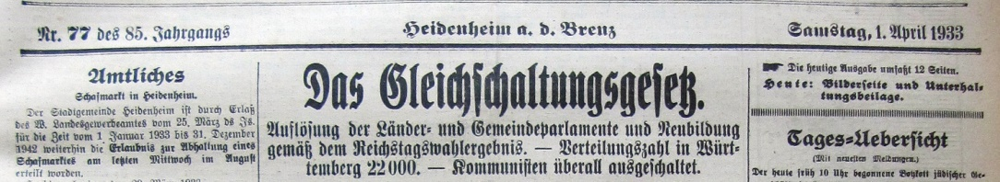 Nr. 77 des 85. Jahrgangs
Heidenheim a. d. Brenz
Samstag, 1. April 1933
Amtliches
Schafmarkt in Heidenheim.
Der Stadtgemeinde Heidenheim ist durch Erlaß
des W. Landesgewerbeamtes vom 25. März ds Js.
für die Zeit vom 1 Januar 1933 bis 31. Dezember
1942 weiterhin die Erlaubnis zur Abhaltung eines
Schafmarktes am letzten Mittwoch im August
erteilt worden.
Das Gleichschaltungsgesetz.
Auflösung der Länder- und Gemeindeparlamente und Neubildung
gemäß dem Reichstagswahlergebnis. — Verteilungszahl in Würt-
temberg 22000. — Kommunisten überall ausgeschaltet.
Die heutige Ausgabe umfaßt 12 Seiten.
Heute: Bilderseite und Unterhal-
tungsbeilage.
Tages-Uebersicht
(Mit neuesten Meldungen.)
Der heute früh 10 Uhr begonnene Boykott jüdischer Ge-